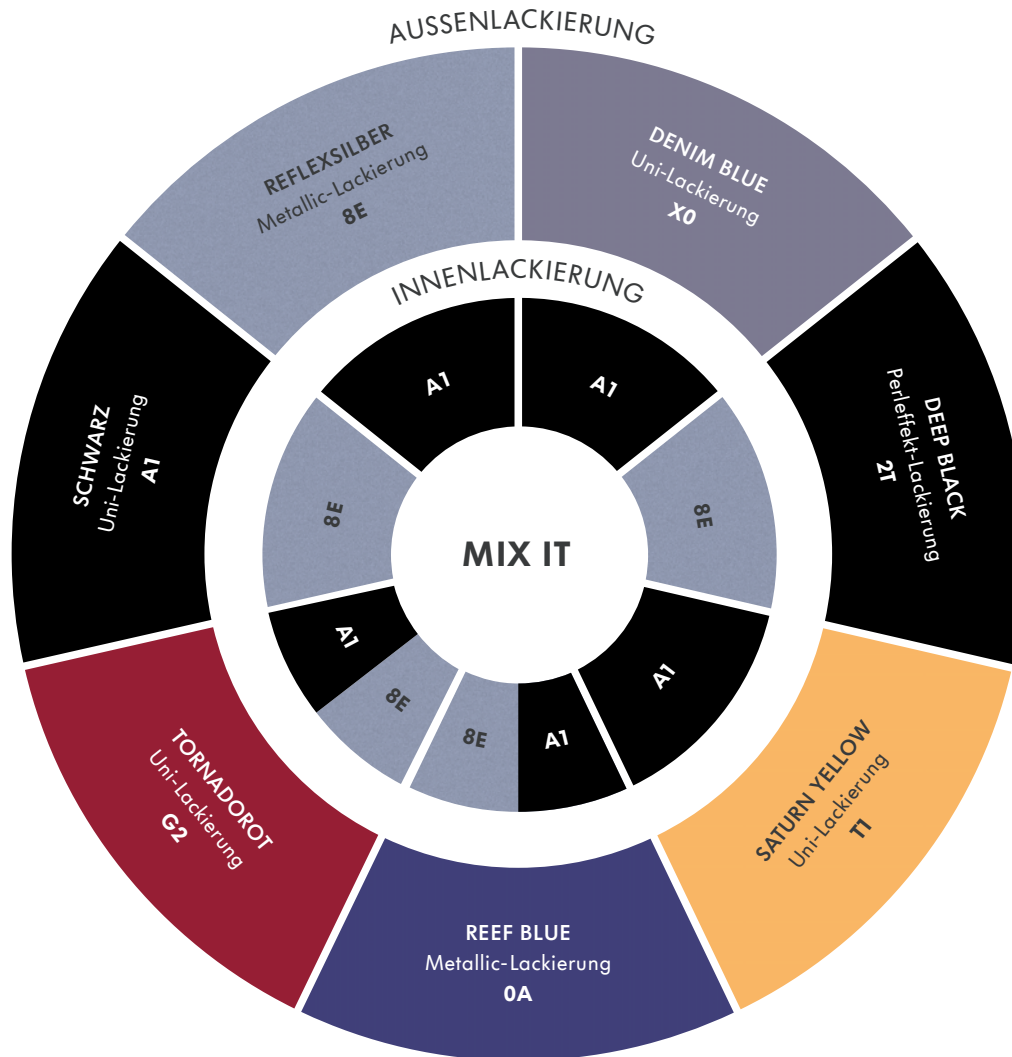 AUSSENLACKIERUNG
REFLEXSILBER
Metallic-Lackierung
8E
DENIM BLUE
Uni-Lackierung
X0
DEEP BLACK
Perleffekt-Lackierung
2T
SATURN YELLOW
Uni-Lackierung
T1
REEF BLUE
Metallic-Lackierung
0A
TORNADOROT
Uni-Lackierung
G2
SCHWARZ
Uni-Lackierung
A1
INNENLACKIERUNG
A1
A1
8E
A1
A1
8E
8E
A1
8E
MIX IT